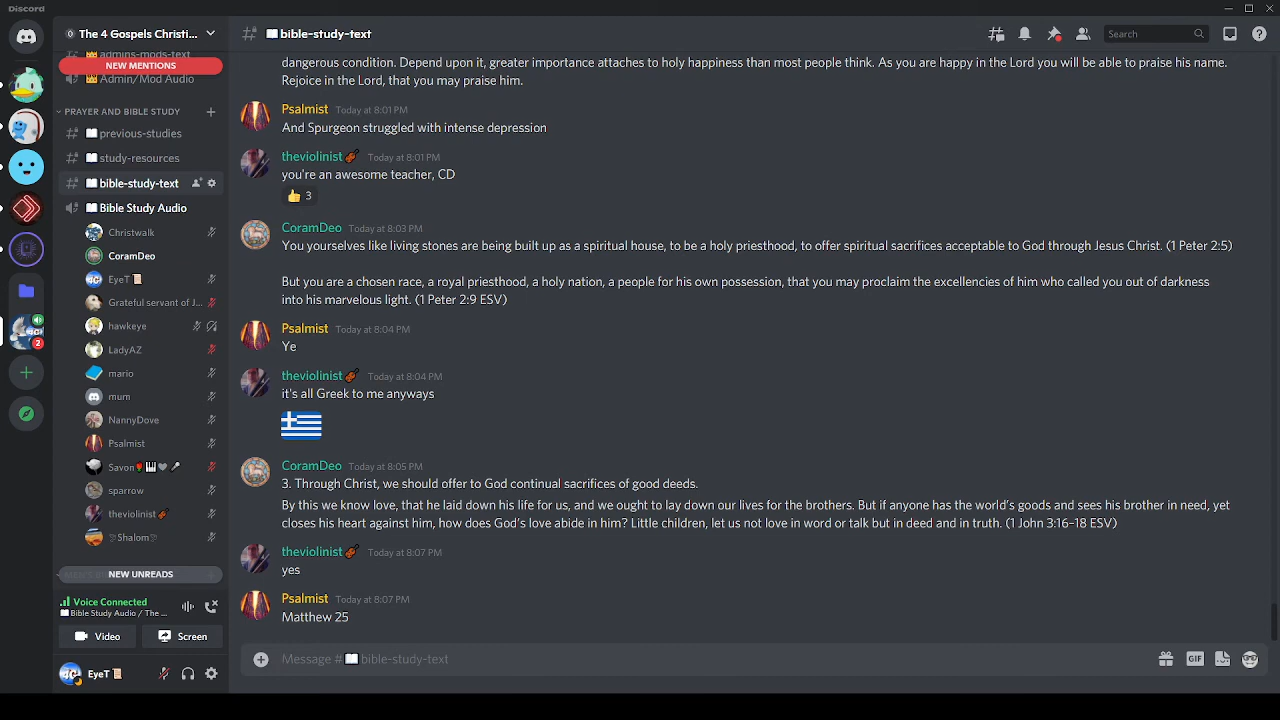 Discord
The 4 Gospels Christi...
bible-study-text
Search
admins-mods-text
NEW MENTIONS
Admin/Mod Audio
PRAYER AND BIBLE STUDY
previous-studies
study-resources
bible-study-text
Bible Study Audio
Christwalk
CoramDeo
EyeT
Grateful servant of J...
hawkeye
LadyAZ
mario
mum
NannyDove
Psalmist
Savon
sparrow
theviolinist
Shalom
NEW UNREADS
Voice Connected
Bible Study Audio / The ...
Video
Screen
EyeT
2
dangerous condition. Depend upon it, greater importance attaches to holy happiness than most people think. As you are happy in the Lord you will be able to praise his name.
Rejoice in the Lord, that you may praise him.
Psalmist Today at 8:01 PM
And Spurgeon struggled with intense depression
theviolinist Today at 8:01 PM
you're an awesome teacher, CD
3
CoramDeo Today at 8:03 PM
You yourselves like living stones are being built up as a spiritual house, to be a holy priesthood, to offer spiritual sacrifices acceptable to God through Jesus Christ. (1 Peter 2:5)
But you are a chosen race, a royal priesthood, a holy nation, a people for his own possession, that you may proclaim the excellencies of him who called you out of darkness
into his marvelous light. (1 Peter 2:9 ESV)
Psalmist Today at 8:04 PM
Ye
theviolinist Today at 8:04 PM
it's all Greek to me anyways
CoramDeo Today at 8:05 PM
3. Through Christ, we should offer to God continual sacrifices of good deeds.
By this we know love, that he laid down his life for us, and we ought to lay down our lives for the brothers. But if anyone has the world's goods and sees his brother in need, yet
closes his heart against him, how does God's love abide in him? Little children, let us not love in word or talk but in deed and in truth. (1 John 3:16–18 ESV)
theviolinist Today at 8:07 PM
yes
Psalmist Today at 8:07 PM
Matthew 25
Message # bible-study-text
GIF